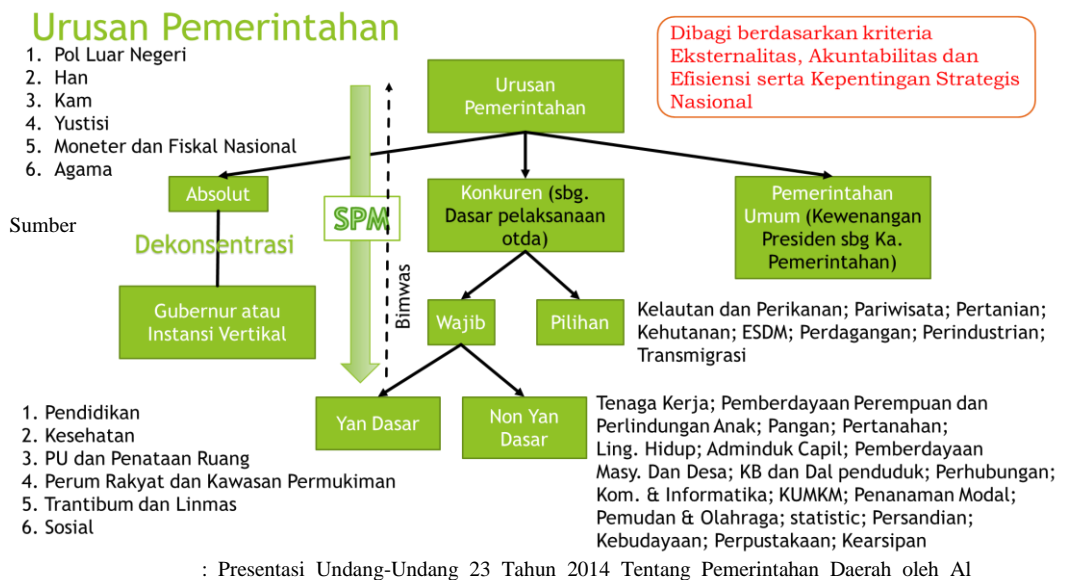 Urusan Pemerintahan
1. Pol Luar Negeri
2. Han
3. Kam
4. Yustisi
5. Moneter dan Fiskal Nasional
6. Agama
Dibagi berdasarkan kriteria
Eksternalitas, Akuntabilitas dan
Efisiensi serta Kepentingan Strategis
Nasional
Urusan
Pemerintahan
Absolut
Konkuren (sbg.
Dasar pelaksanaan
otda)
Pemerintahan
Umum (Kewenangan
Presiden sbg Ka.
Pemerintahan)
Sumber
SPM
Dekonsentrasi
Bimwas
Gubernur atau
Instansi Vertikal
Wajib
Pilihan
Kelautan dan Perikanan; Pariwisata; Pertanian;
Kehutanan; ESDM; Perdagangan; Perindustrian;
Transmigrasi
1. Pendidikan
2. Kesehatan
3. PU dan Penataan Ruang
4. Perum Rakyat dan Kawasan Permukiman
5. Trantibum dan Linmas
6. Sosial
Yan Dasar
Non Yan
Dasar
Tenaga Kerja; Pemberdayaan Perempuan dan
Perlindungan Anak; Pangan; Pertanahan;
Ling. Hidup; Adminduk Capil; Pemberdayaan
Masy. Dan Desa; KB dan Dal penduduk; Perhubungan;
Kom. & Informatika; KUMKM; Penanaman Modal;
Pemudan & Olahraga; statistic; Persandian;
Kebudayaan; Perpustakaan; Kearsipan
: Presentasi Undang-Undang 23 Tahun 2014 Tentang Pemerintahan Daerah oleh Al